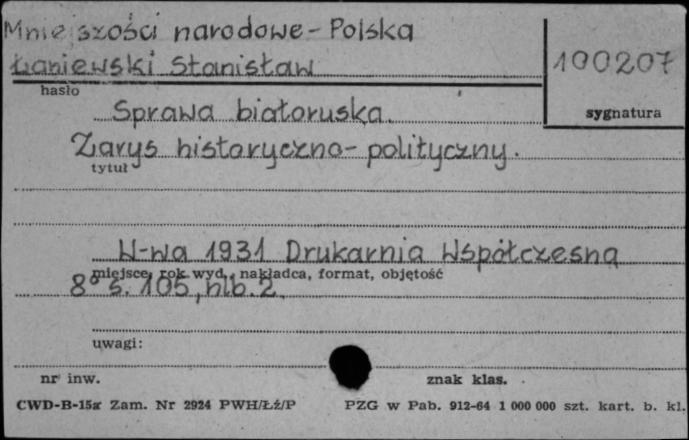 Mniejszości narodowe - Polska
Łaniewski Stanisław
100207
hasło
Sprawa białoruska.
sygnatura
Zarys historyczno - polityczny.
tytuł
W-wa 1931 Drukarnia Współczesna
miejsce, rok wyd., nakładca, format, objętość
8° s. 105, nlb. 2.
uwagi:
nr inw.
znak klas.
CWD-B-15a Zam. Nr 2924 PWH/Łź/P
PZG w Pab. 912-64 1 000 000 szt. kart. b. kl.